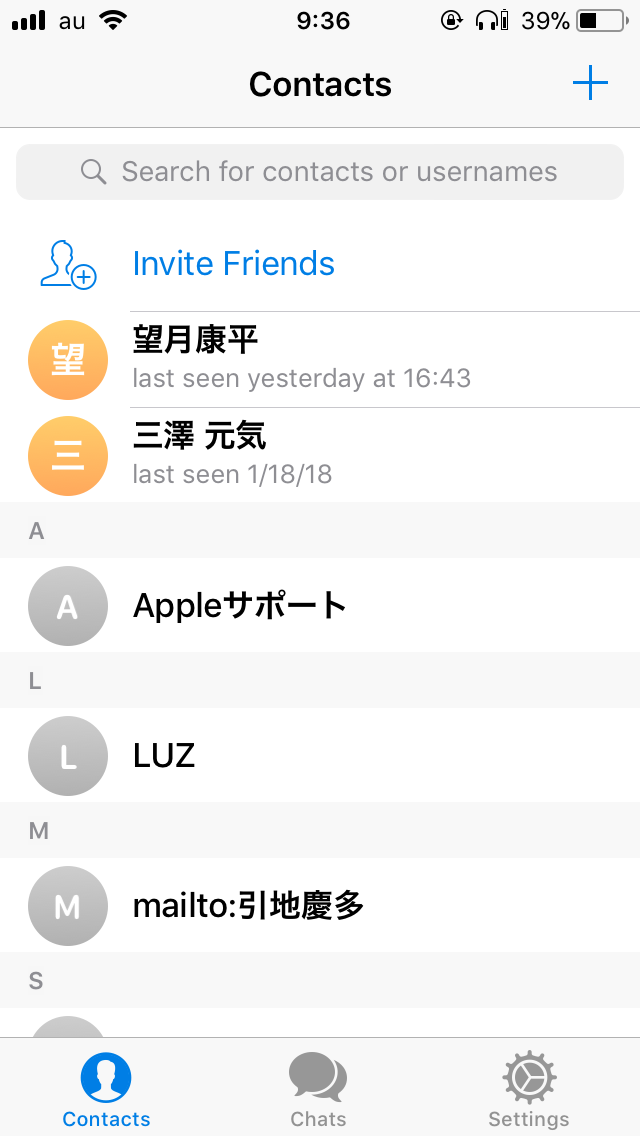 au 9:36 39%
Contacts
Search for contacts or usernames
Invite Friends
望 望月康平
last seen yesterday at 16:43
三 三澤 元気
last seen 1/18/18
A
A Appleサポート
L
L LUZ
M
M mailto:引地慶多
S
Contacts Chats Settings